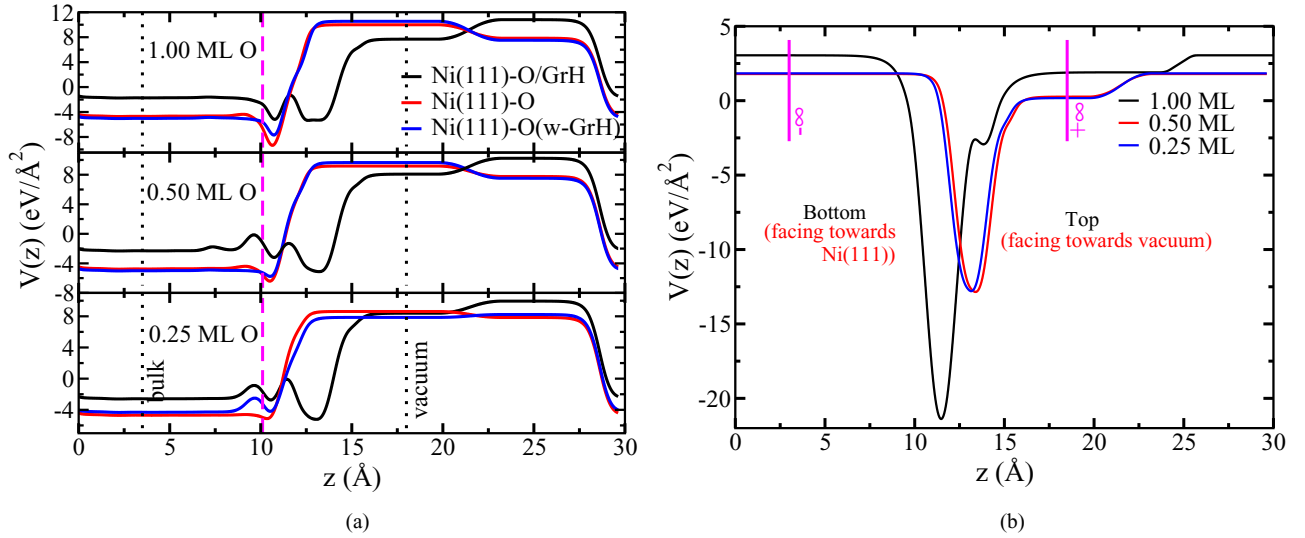 12
8
4
0
-4
-8
1.00 ML O
Ni(111)-O/GrH
Ni(111)-O
Ni(111)-O(w-GrH)
8
4
0
-4
-8
0.50 ML O
V(z) (eV/Å²)
8
4
0
-4
0.25 ML O
bulk
vacuum
0 5 10 15 20 25 30
z (Å)
(a)
5
0
-5
-10
-15
-20
V(z) (eV/Å²)
-∞
+∞
1.00 ML
0.50 ML
0.25 ML
Bottom
(facing towards
Ni(111))
Top
(facing towards vacuum)
0 5 10 15 20 25 30
z (Å)
(b)